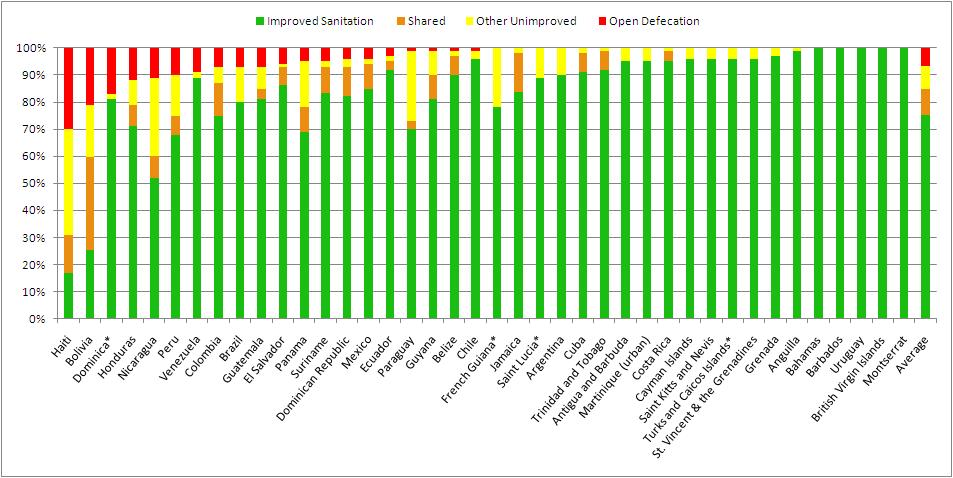 Improved Sanitation Shared Other Unimproved Open Defecation
100%
90%
80%
70%
60%
50%
40%
30%
20%
10%
0%
Haiti
Bolivia
Dominica*
Honduras
Nicaragua
Peru
Venezuela
Colombia
Brazil
Guatemala
El Salvador
Panama
Suriname
Dominican Republic
Mexico
Ecuador
Paraguay
Guyana
Belize
Chile
French Guiana*
Jamaica
Saint Lucia*
Argentina
Cuba
Trinidad and Tobago
Antigua and Barbuda
Martinique (urban)
Costa Rica
Cayman Islands
Saint Kitts and Nevis
Turks and Caicos Islands*
St. Vincent & the Grenadines
Grenada
Anguilla
Bahamas
Barbados
Uruguay
British Virgin Islands
Montserrat
Average